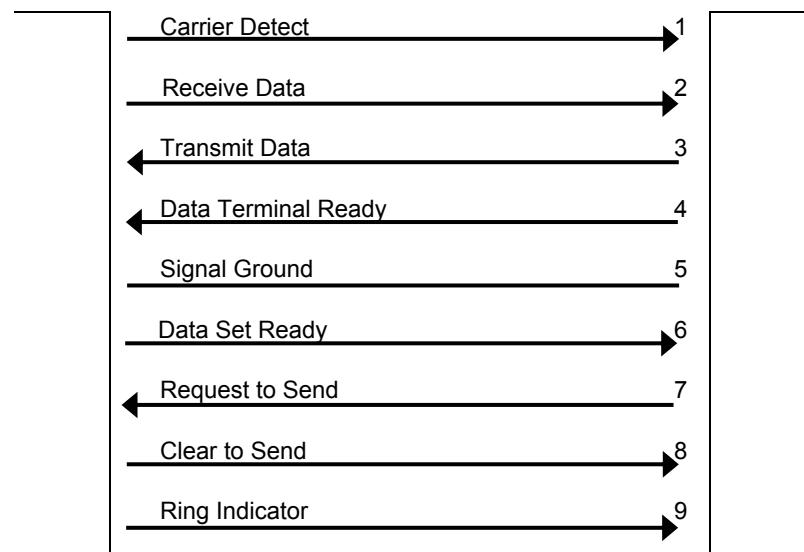 Carrier Detect 1
Receive Data 2
Transmit Data 3
Data Terminal Ready 4
Signal Ground 5
Data Set Ready 6
Request to Send 7
Clear to Send 8
Ring Indicator 9